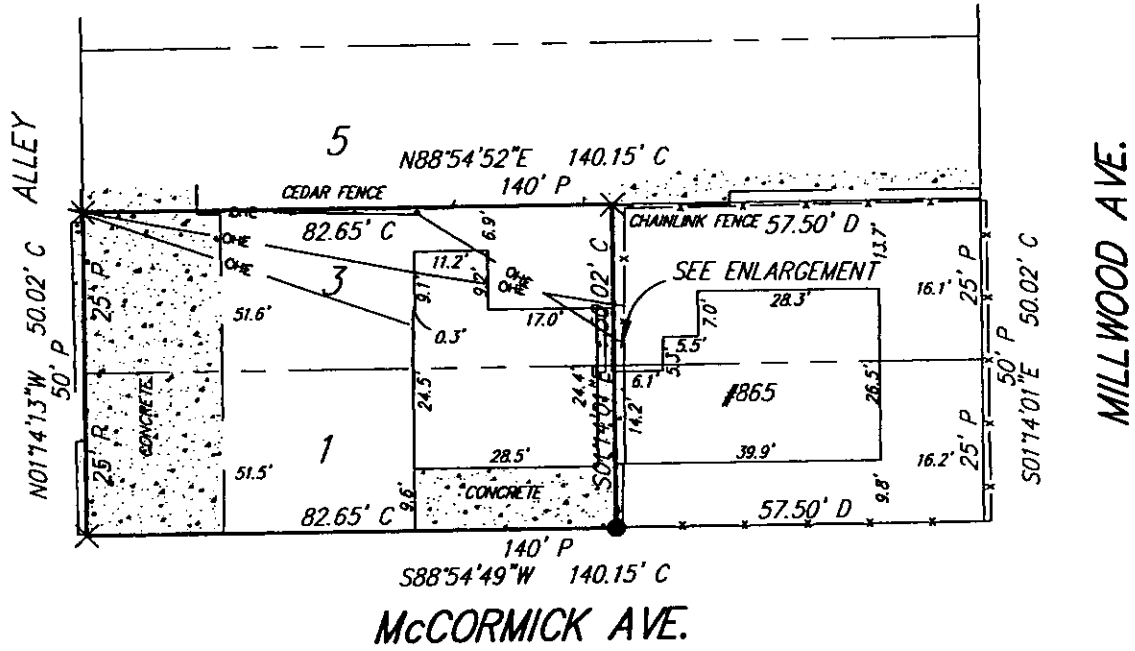 5
N88°54'52"E 140.15' C
140' P
CEDAR FENCE
ALLEY
N01°14'13"W 50.02' C
50' P
25' P
25' P
OHE
OHE
OHE
82.65' C
3
51.6'
CONCRETE
1
51.5'
82.65' C
6.9'
11.2'
9.2'
9.1'
0.3'
17.0'
OHE
OHE
24.5'
24.4'
28.5'
9.6'
CONCRETE
S01°14'01"E 50.02' C
CHAINLINK FENCE 57.50' D
SEE ENLARGEMENT
13.7'
28.3'
7.0'
5.5'
5.3'
6.1'
14.2'
#865
26.5'
39.9'
9.8'
16.1'
16.2'
25' P
25' P
57.50' D
50' P
S01°14'01"E 50.02' C
MILLWOOD AVE.
140' P
S88°54'49"W 140.15' C
McCORMICK AVE.